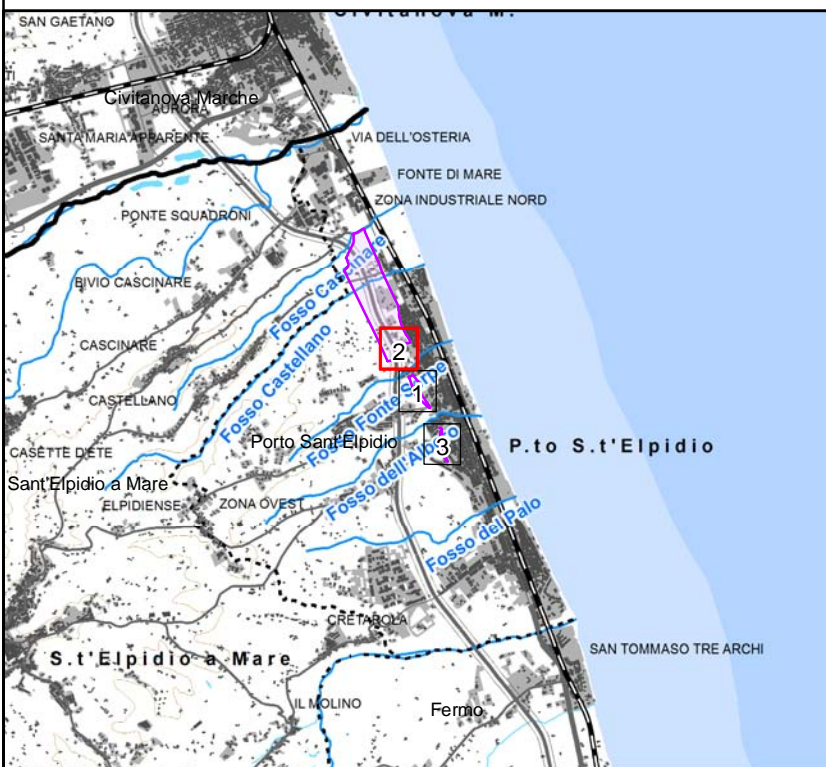 Civitanova M.
SAN GAETANO
Civitanova Marche
AURORA
SANTA MARIA APPARENTE
VIA DELL'OSTERIA
FONTE DI MARE
ZONA INDUSTRIALE NORD
PONTE SQUADRONI
BIVIO CASCINARE
Fosso Cascinare
CASCINARE
Fosso Castellano
2
CASTELLANO
1
Fosso Fonte Serpe
Porto Sant'Elpidio
3
P.to S.t'Elpidio
CASETTE D'ETE
Sant'Elpidio a Mare
ELPIDIENSE
ZONA OVEST
Fosso dell'Albero
Fosso del Palo
CRETAROLA
S.t'Elpidio a Mare
SAN TOMMASO TRE ARCHI
IL MOLINO
Fermo